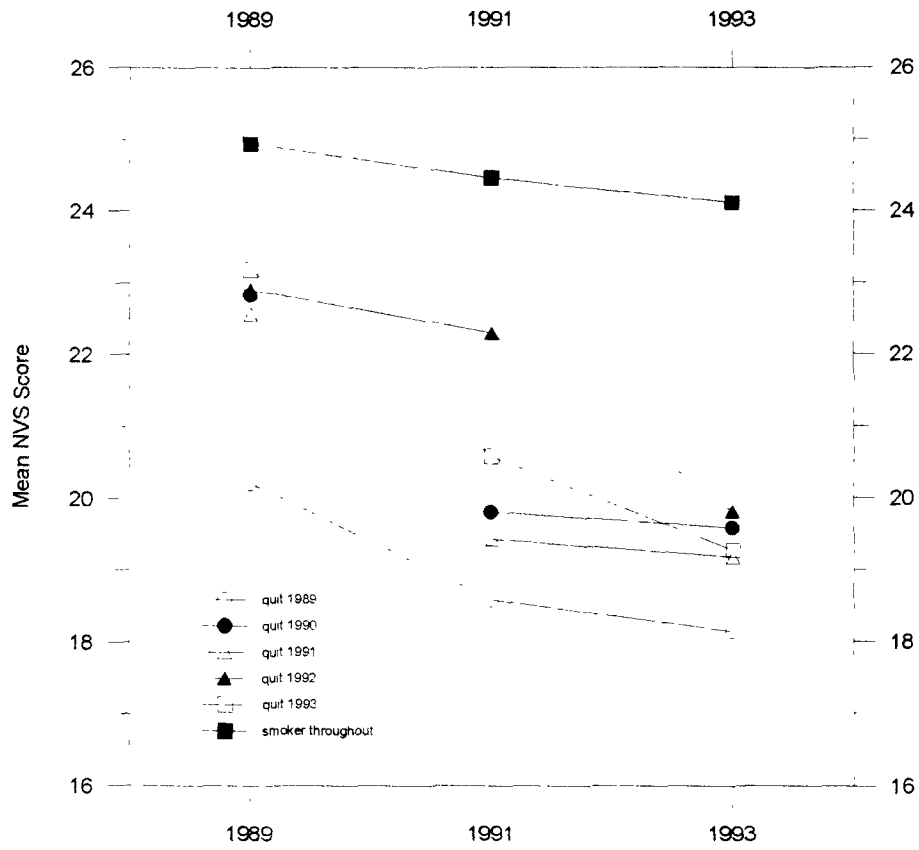 1989 1991 1993
26 26
24 24
22 22
20 20
18 18
16 16
Mean NVS Score
quit 1989
quit 1990
quit 1991
quit 1992
quit 1993
smoker throughout
1989 1991 1993